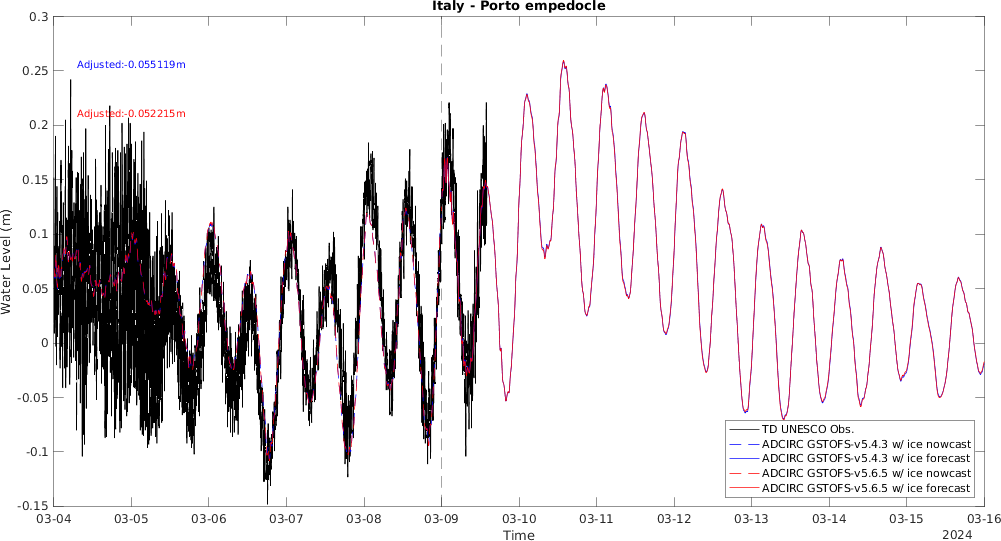 Italy - Porto empedocle
0.3
0.25
0.2
0.15
0.1
0.05
0
-0.05
-0.1
-0.15
Water Level (m)
Adjusted:-0.055119m
Adjusted:-0.052215m
TD UNESCO Obs.
ADCIRC GSTOFS-v5.4.3 w/ ice nowcast
ADCIRC GSTOFS-v5.4.3 w/ ice forecast
ADCIRC GSTOFS-v5.6.5 w/ ice nowcast
ADCIRC GSTOFS-v5.6.5 w/ ice forecast
03-04 03-05 03-06 03-07 03-08 03-09 03-10 03-11 03-12 03-13 03-14 03-15 03-16
Time
2024